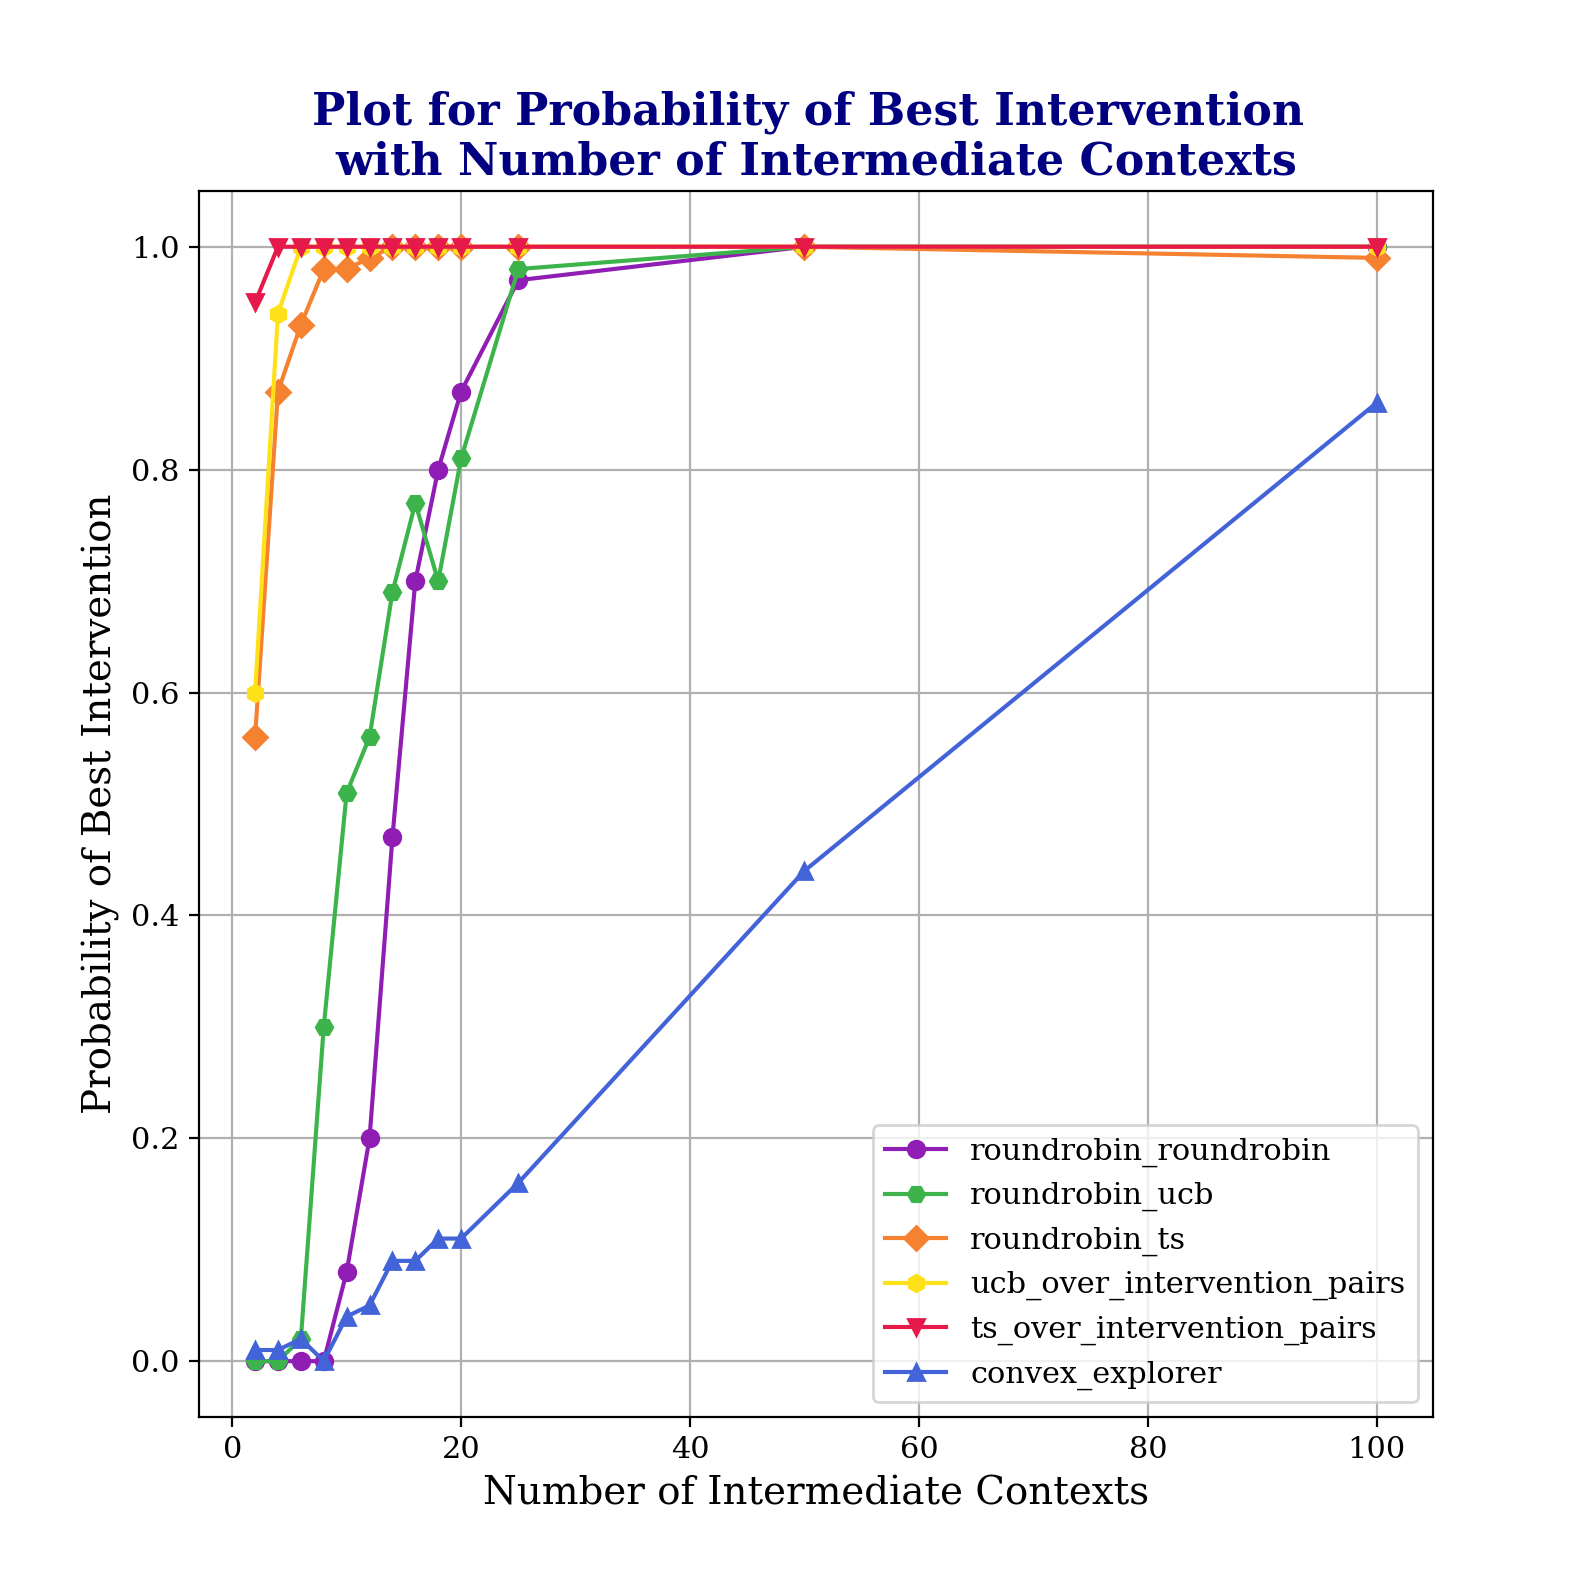 Plot for Probability of Best Intervention
with Number of Intermediate Contexts
Probability of Best Intervention
1.0
0.8
0.6
0.4
0.2
0.0
roundrobin_roundrobin
roundrobin_ucb
roundrobin_ts
ucb_over_intervention_pairs
ts_over_intervention_pairs
convex_explorer
0 20 40 60 80 100
Number of Intermediate Contexts